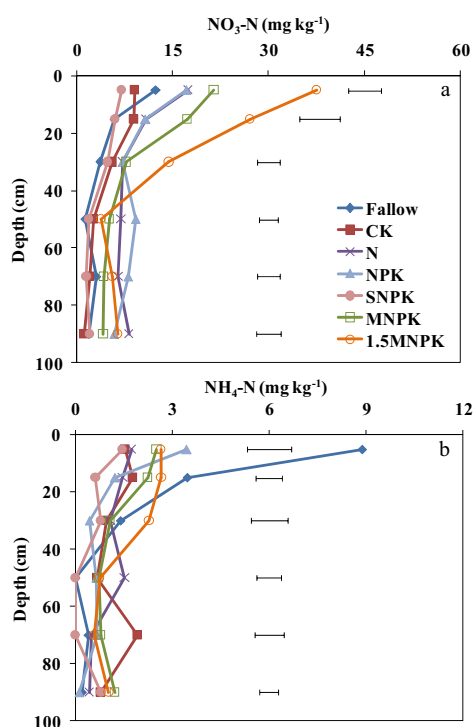 NO₃-N (mg kg⁻¹)
0 15 30 45 60
a
0
20
40
60
80
100
Depth (cm)
Fallow
CK
N
NPK
SNPK
MNPK
1.5MNPK
NH₄-N (mg kg⁻¹)
0 3 6 9 12
b
0
20
40
60
80
100
Depth (cm)